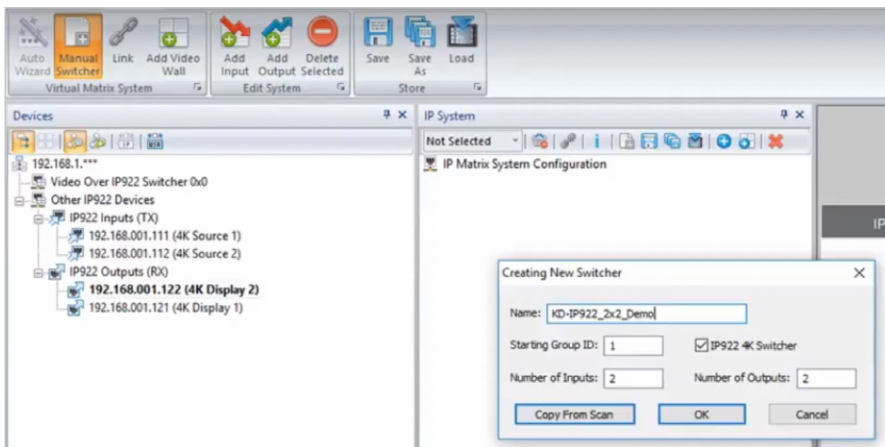 Auto Wizard
Manual Switcher
Link
Add Video Wall
Add Input
Add Output
Delete Selected
Save
Save As
Load
Virtual Matrix System
Edit System
Store
Devices
IP System
Not Selected
192.168.1.***
IP Matrix System Configuration
Video Over IP922 Switcher 0x0
Other IP922 Devices
IP922 Inputs (TX)
192.168.001.111 (4K Source 1)
192.168.001.112 (4K Source 2)
IP922 Outputs (RX)
192.168.001.122 (4K Display 2)
192.168.001.121 (4K Display 1)
IP
Creating New Switcher
Name: KD-IP922_2x2_Demo
Starting Group ID: 1
IP922 4K Switcher
Number of Inputs: 2
Number of Outputs: 2
Copy From Scan
OK
Cancel